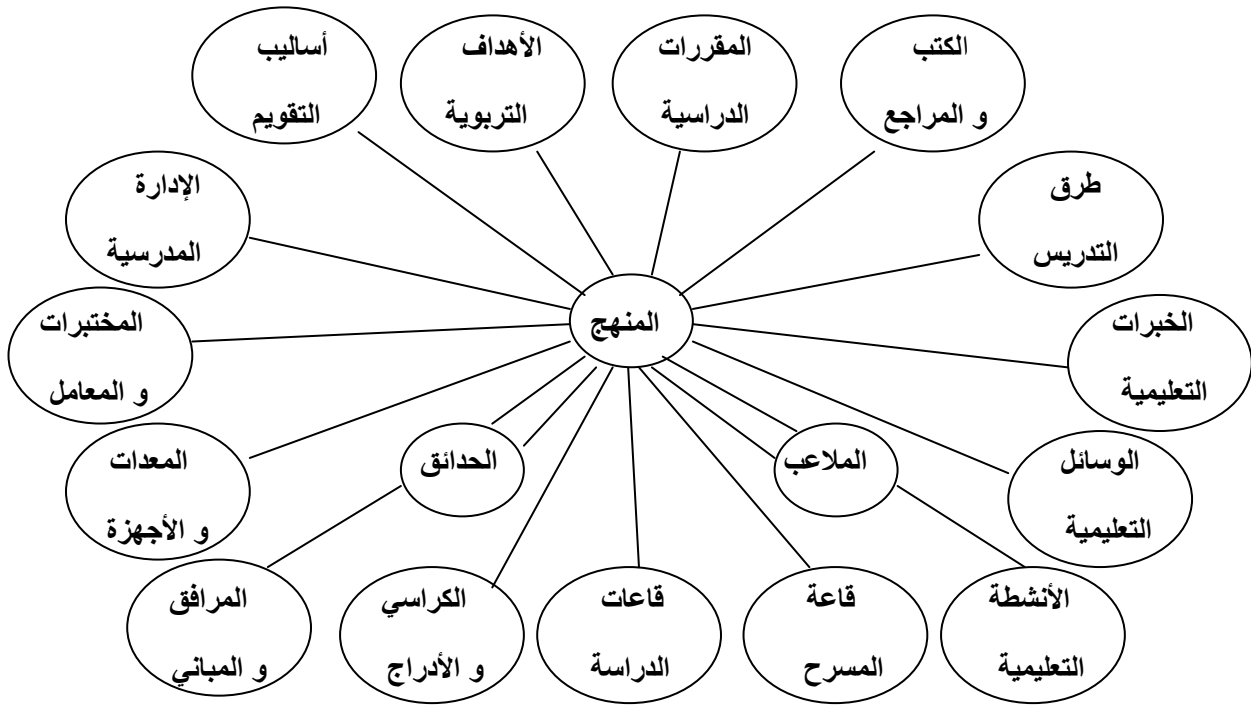 الكتب
و المراجع
المقررات
الدراسية
الأهداف
التربوية
أساليب
التقويم
طرق
التدريس
الإدارة
المدرسية
المنهج
الخبرات
التعليمية
المختبرات
و المعامل
الملاعب
الحدائق
الوسائل
التعليمية
المعدات
و الأجهزة
الأنشطة
التعليمية
قاعة
المسرح
قاعات
الدراسة
الكراسي
و الأدراج
المرافق
و المباني